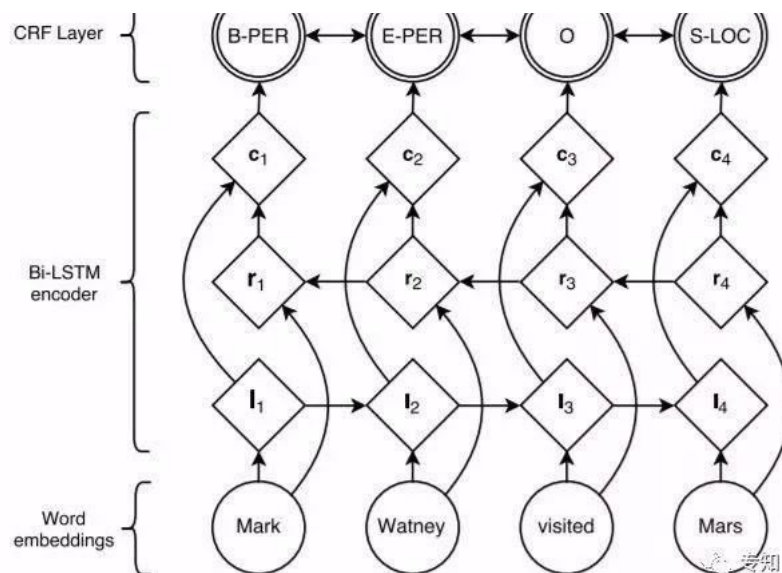 CRF Layer
B-PER
E-PER
O
S-LOC
c1
c2
c3
c4
Bi-LSTM
encoder
r1
r2
r3
r4
l1
l2
l3
l4
Word
embeddings
Mark
Watney
visited
Mars
专知